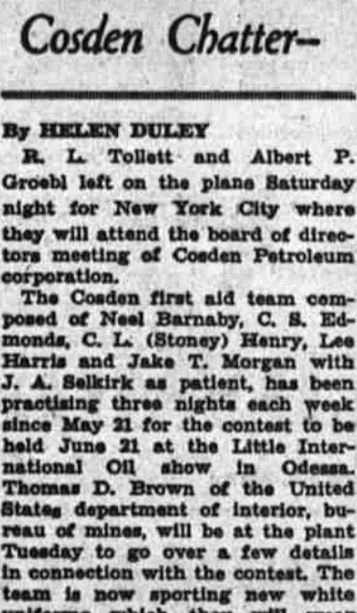 Cosden Chatter—
By HELEN DULEY
R. L. Tollett and Albert P.
Groebl left on the plane Saturday
night for New York City where
they will attend the board of direc-
tors meeting of Cosden Petroleum
corporation.
The Cosden first aid team com-
posed of Neel Barnaby, C. S. Ed-
monds, C. L. (Stoney) Henry, Lee
Harris and Jake T. Morgan with
J. A. Selkirk as patient, has been
practising three nights each week
since May 21 for the contest to be
held June 21 at the Little Inter-
national Oil show in Odessa.
Thomas D. Brown of the United
States department of interior, bu-
reau of mines, will be at the plant
Tuesday to go over a few details
in connection with the contest. The
team is now sporting new white
uniforms which they